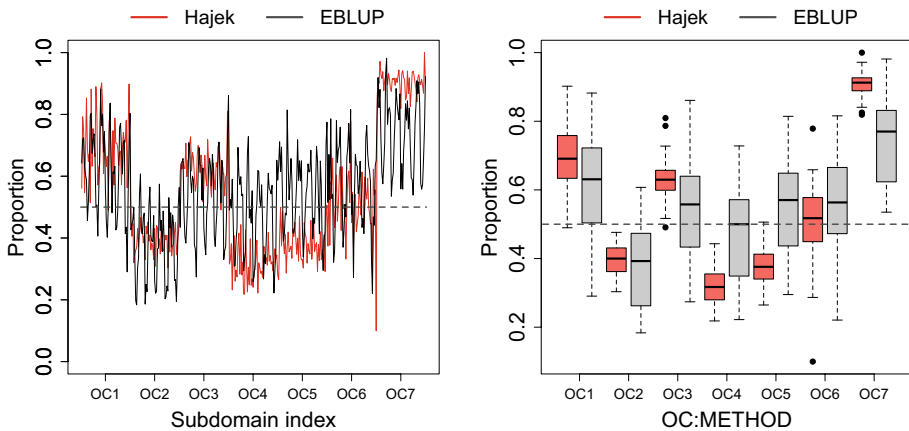 Hajek EBLUP
Proportion
1.0
0.8
0.6
0.4
0.2
0.0
OC1 OC2 OC3 OC4 OC5 OC6 OC7
Subdomain index
Hajek EBLUP
Proportion
1.0
0.8
0.6
0.4
0.2
OC1 OC2 OC3 OC4 OC5 OC6 OC7
OC:METHOD